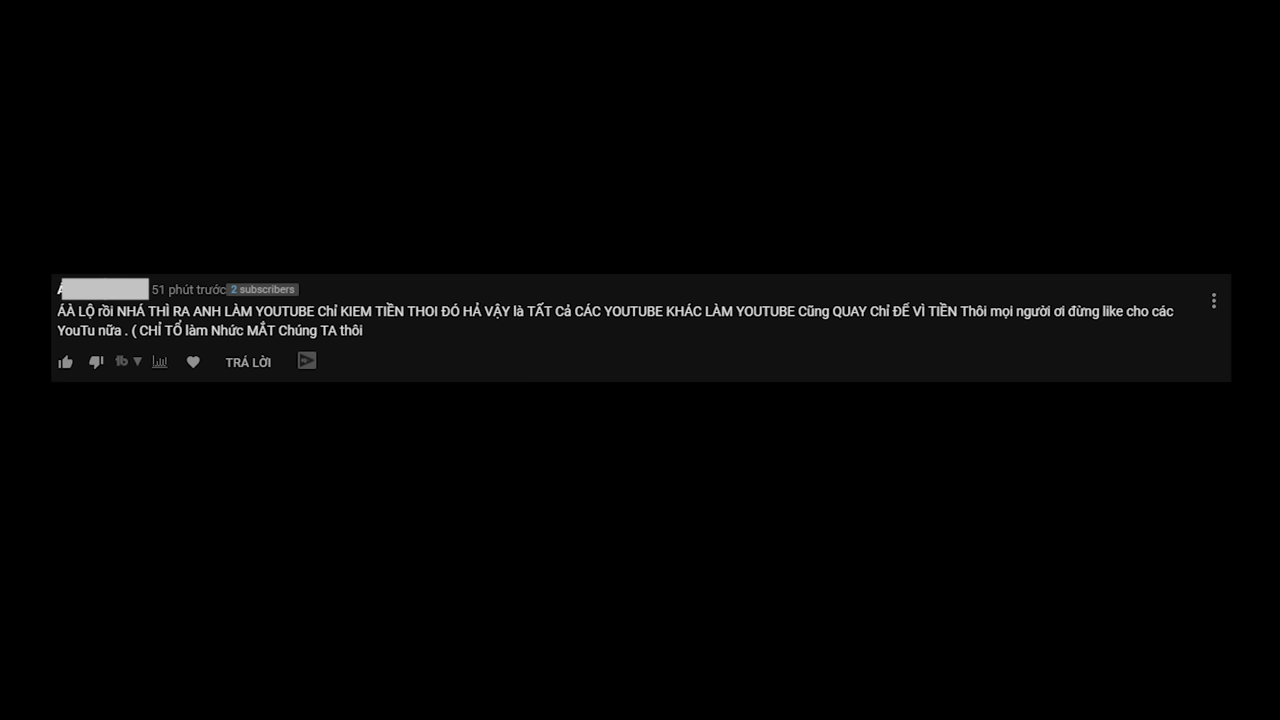 51 phút trước 2 subscribers
ÁÀ LỘ rồi NHÁ THÌ RA ANH LÀM YOUTUBE Chỉ KIEM TIỀN THOI ĐÓ HẢ VẬY là TẤT Cả CÁC YOUTUBE KHÁC LÀM YOUTUBE Cũng QUAY Chỉ ĐỂ VÌ TIỀN Thôi mọi người ơi đừng like cho các
YouTu nữa . ( CHỈ TỔ làm Nhức MẮT Chúng TA thôi
TRẢ LỜI